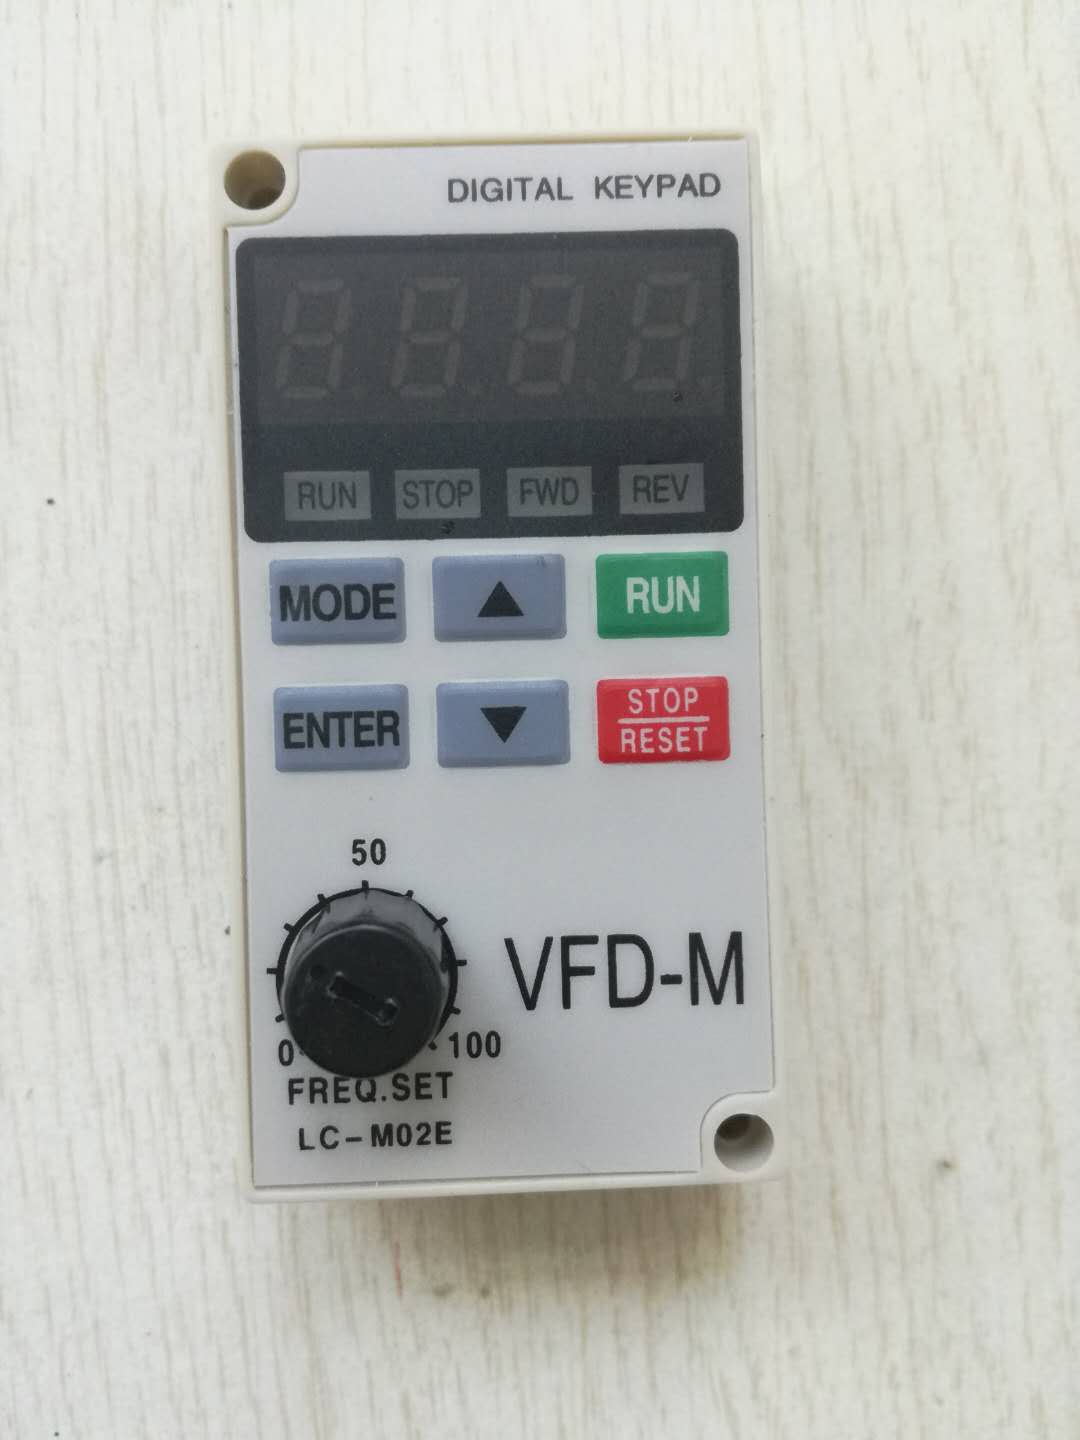 DIGITAL KEYPAD
RUN STOP FWD REV
MODE ▲ RUN
ENTER ▼ STOP
RESET
50
VFD-M
0 100
FREQ.SET
LC-M02E